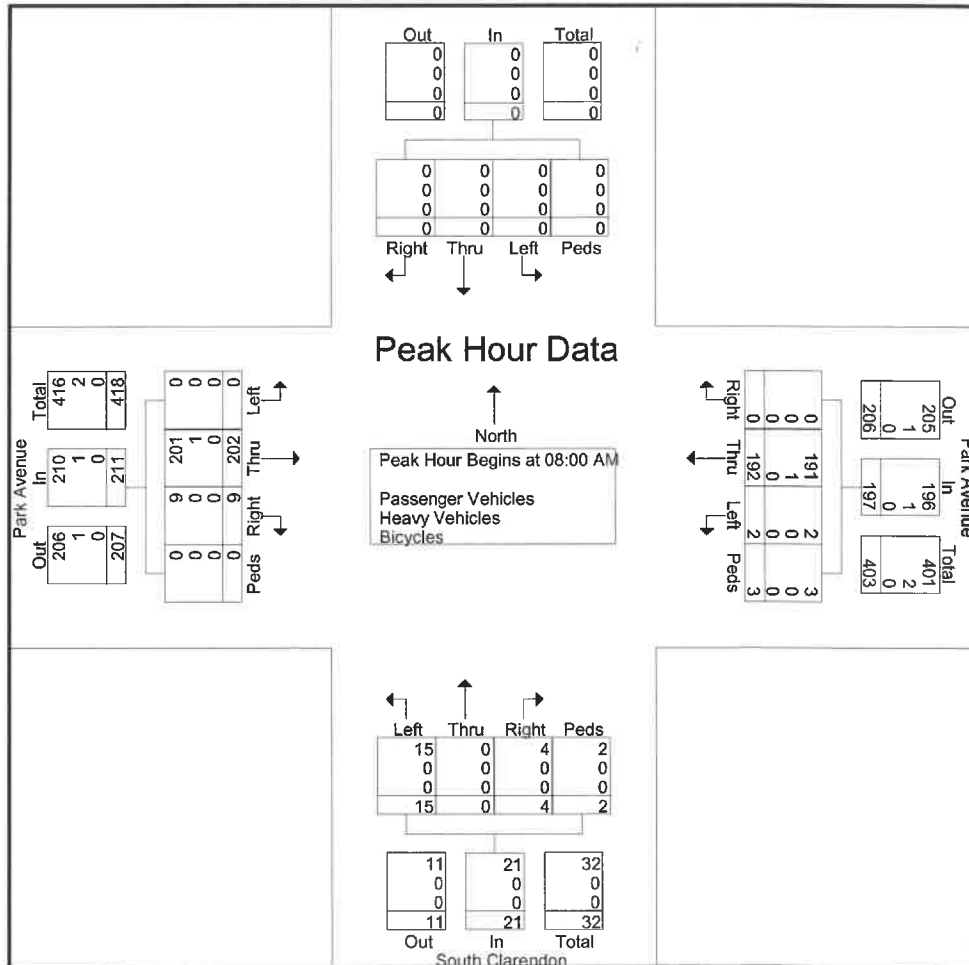 Out In Total
0 0 0
0 0 0
0 0 0
0 0 0
0 0 0 0
0 0 0 0
0 0 0 0
0 0 0 0
Right Thru Left Peds
Peak Hour Data
North
Peak Hour Begins at 08:00 AM
Passenger Vehicles
Heavy Vehicles
Bicycles
Park Avenue
Out In Total
206 210 416
1 1 2
0 0 0
207 211 418
Peds Right Thru Left
0 9 201 0
0 0 1 0
0 0 0 0
0 9 202 0
Right Thru Left Peds
0 192 2 3
0 0 0 0
0 1 0 0
0 191 2 3
Out In Total
206 197 403
0 0 0
1 1 2
205 196 401
Park Avenue
Left Thru Right Peds
15 0 4 2
0 0 0 0
0 0 0 0
15 0 4 2
11 21 32
0 0 0
0 0 0
11 21 32
Out In Total
South Clarendon